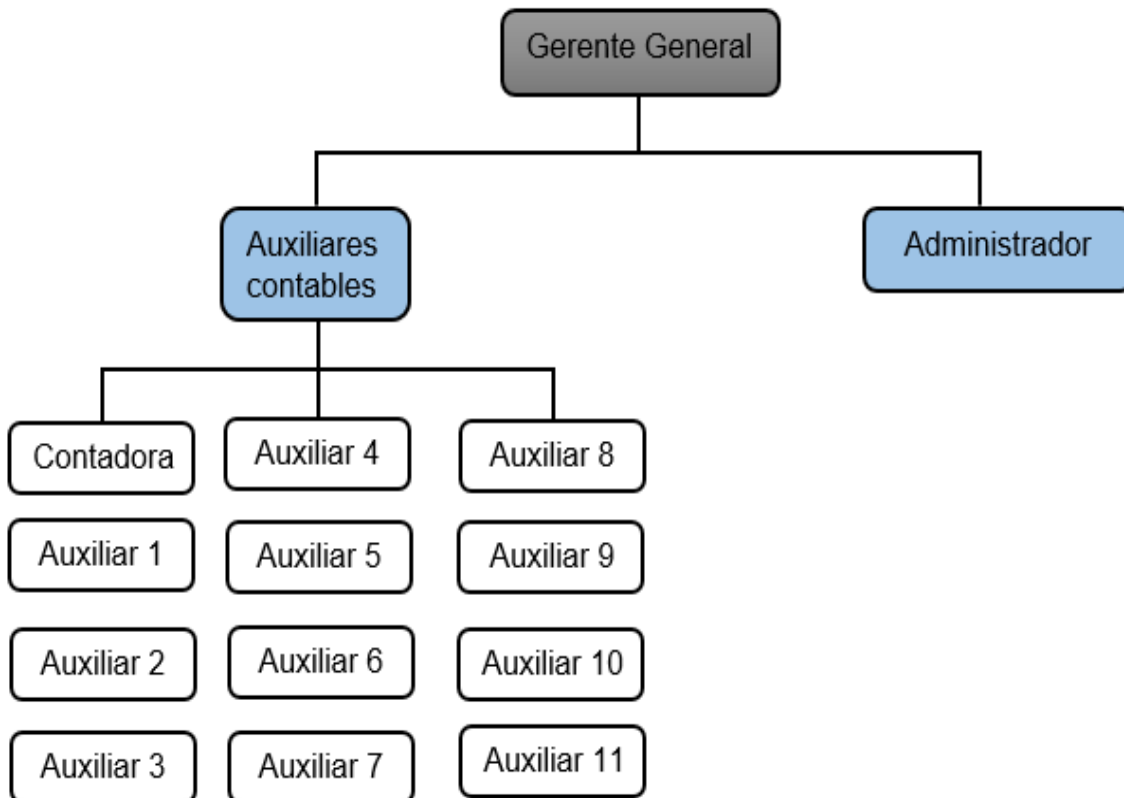 Gerente General
Auxiliares
contables
Administrador
Contadora
Auxiliar 4
Auxiliar 8
Auxiliar 1
Auxiliar 5
Auxiliar 9
Auxiliar 2
Auxiliar 6
Auxiliar 10
Auxiliar 3
Auxiliar 7
Auxiliar 11